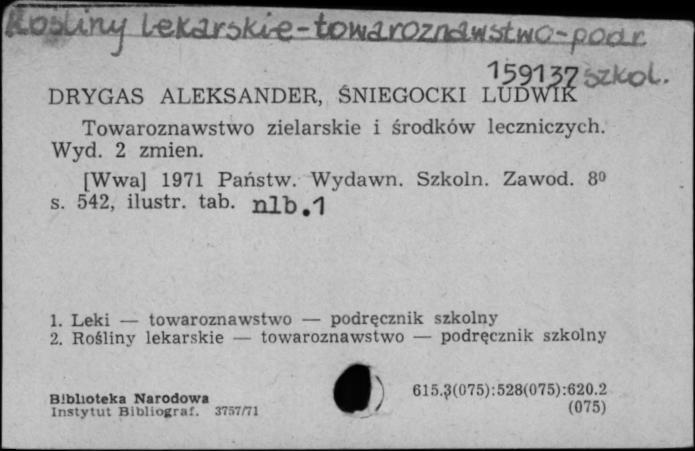 Rośliny lekarskie-towaroznawstwo-podr.
159137 szkol.
DRYGAS ALEKSANDER, ŚNIEGOCKI LUDWIK
Towaroznawstwo zielarskie i środków leczniczych.
Wyd. 2 zmien.
[Wwa] 1971 Państw. Wydawn. Szkoln. Zawod. 8⁰
s. 542, ilustr. tab. nlb.1
1. Leki — towaroznawstwo — podręcznik szkolny
2. Rośliny lekarskie — towaroznawstwo — podręcznik szkolny
Biblioteka Narodowa
Instytut Bibliograf. 3757/71
615.3(075):528(075):620.2
(075)